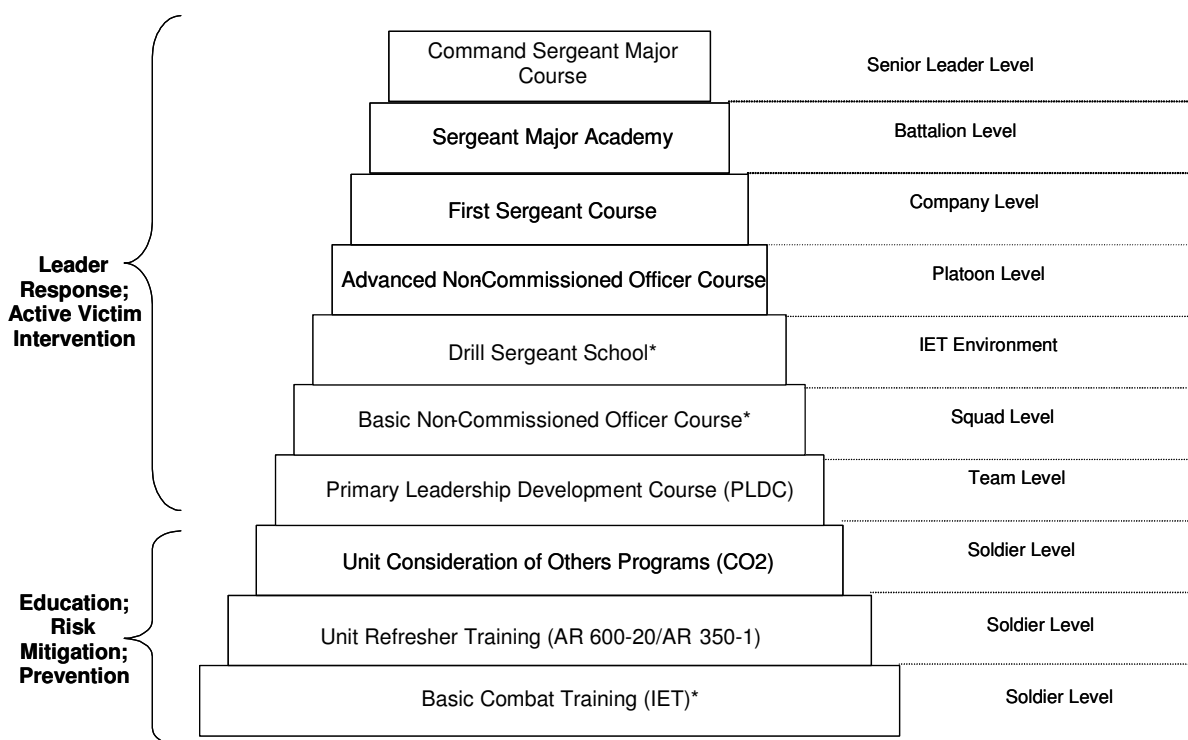 Command Sergeant Major
Course
Senior Leader Level
Sergeant Major Academy
Battalion Level
First Sergeant Course
Company Level
Leader
Response;
Active Victim
Intervention
Advanced Non-Commissioned Officer Course
Platoon Level
Drill Sergeant School*
IET Environment
Basic Non-Commissioned Officer Course*
Squad Level
Primary Leadership Development Course (PLDC)
Team Level
Education;
Risk
Mitigation;
Prevention
Unit Consideration of Others Programs (CO2)
Soldier Level
Unit Refresher Training (AR 600-20/AR 350-1)
Soldier Level
Basic Combat Training (IET)*
Soldier Level